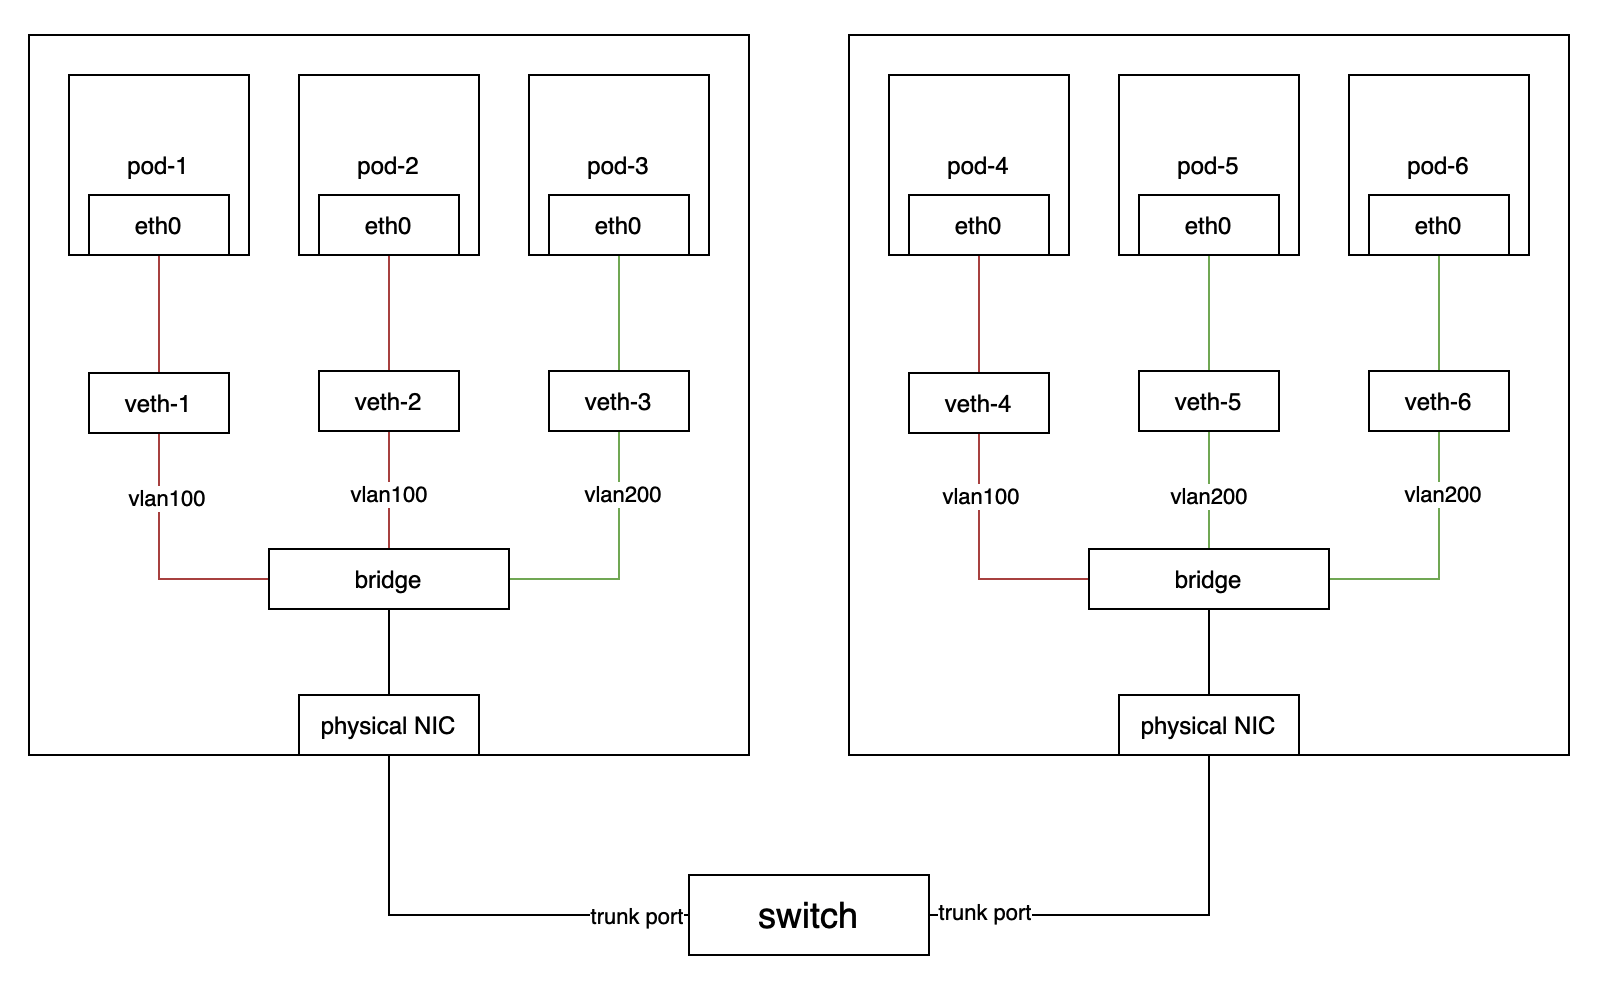 pod-1
pod-2
pod-3
pod-4
pod-5
pod-6
eth0
eth0
eth0
eth0
eth0
eth0
veth-1
veth-2
veth-3
veth-4
veth-5
veth-6
vlan100
vlan100
vlan200
vlan100
vlan200
vlan200
bridge
bridge
physical NIC
physical NIC
trunk port
switch
trunk port